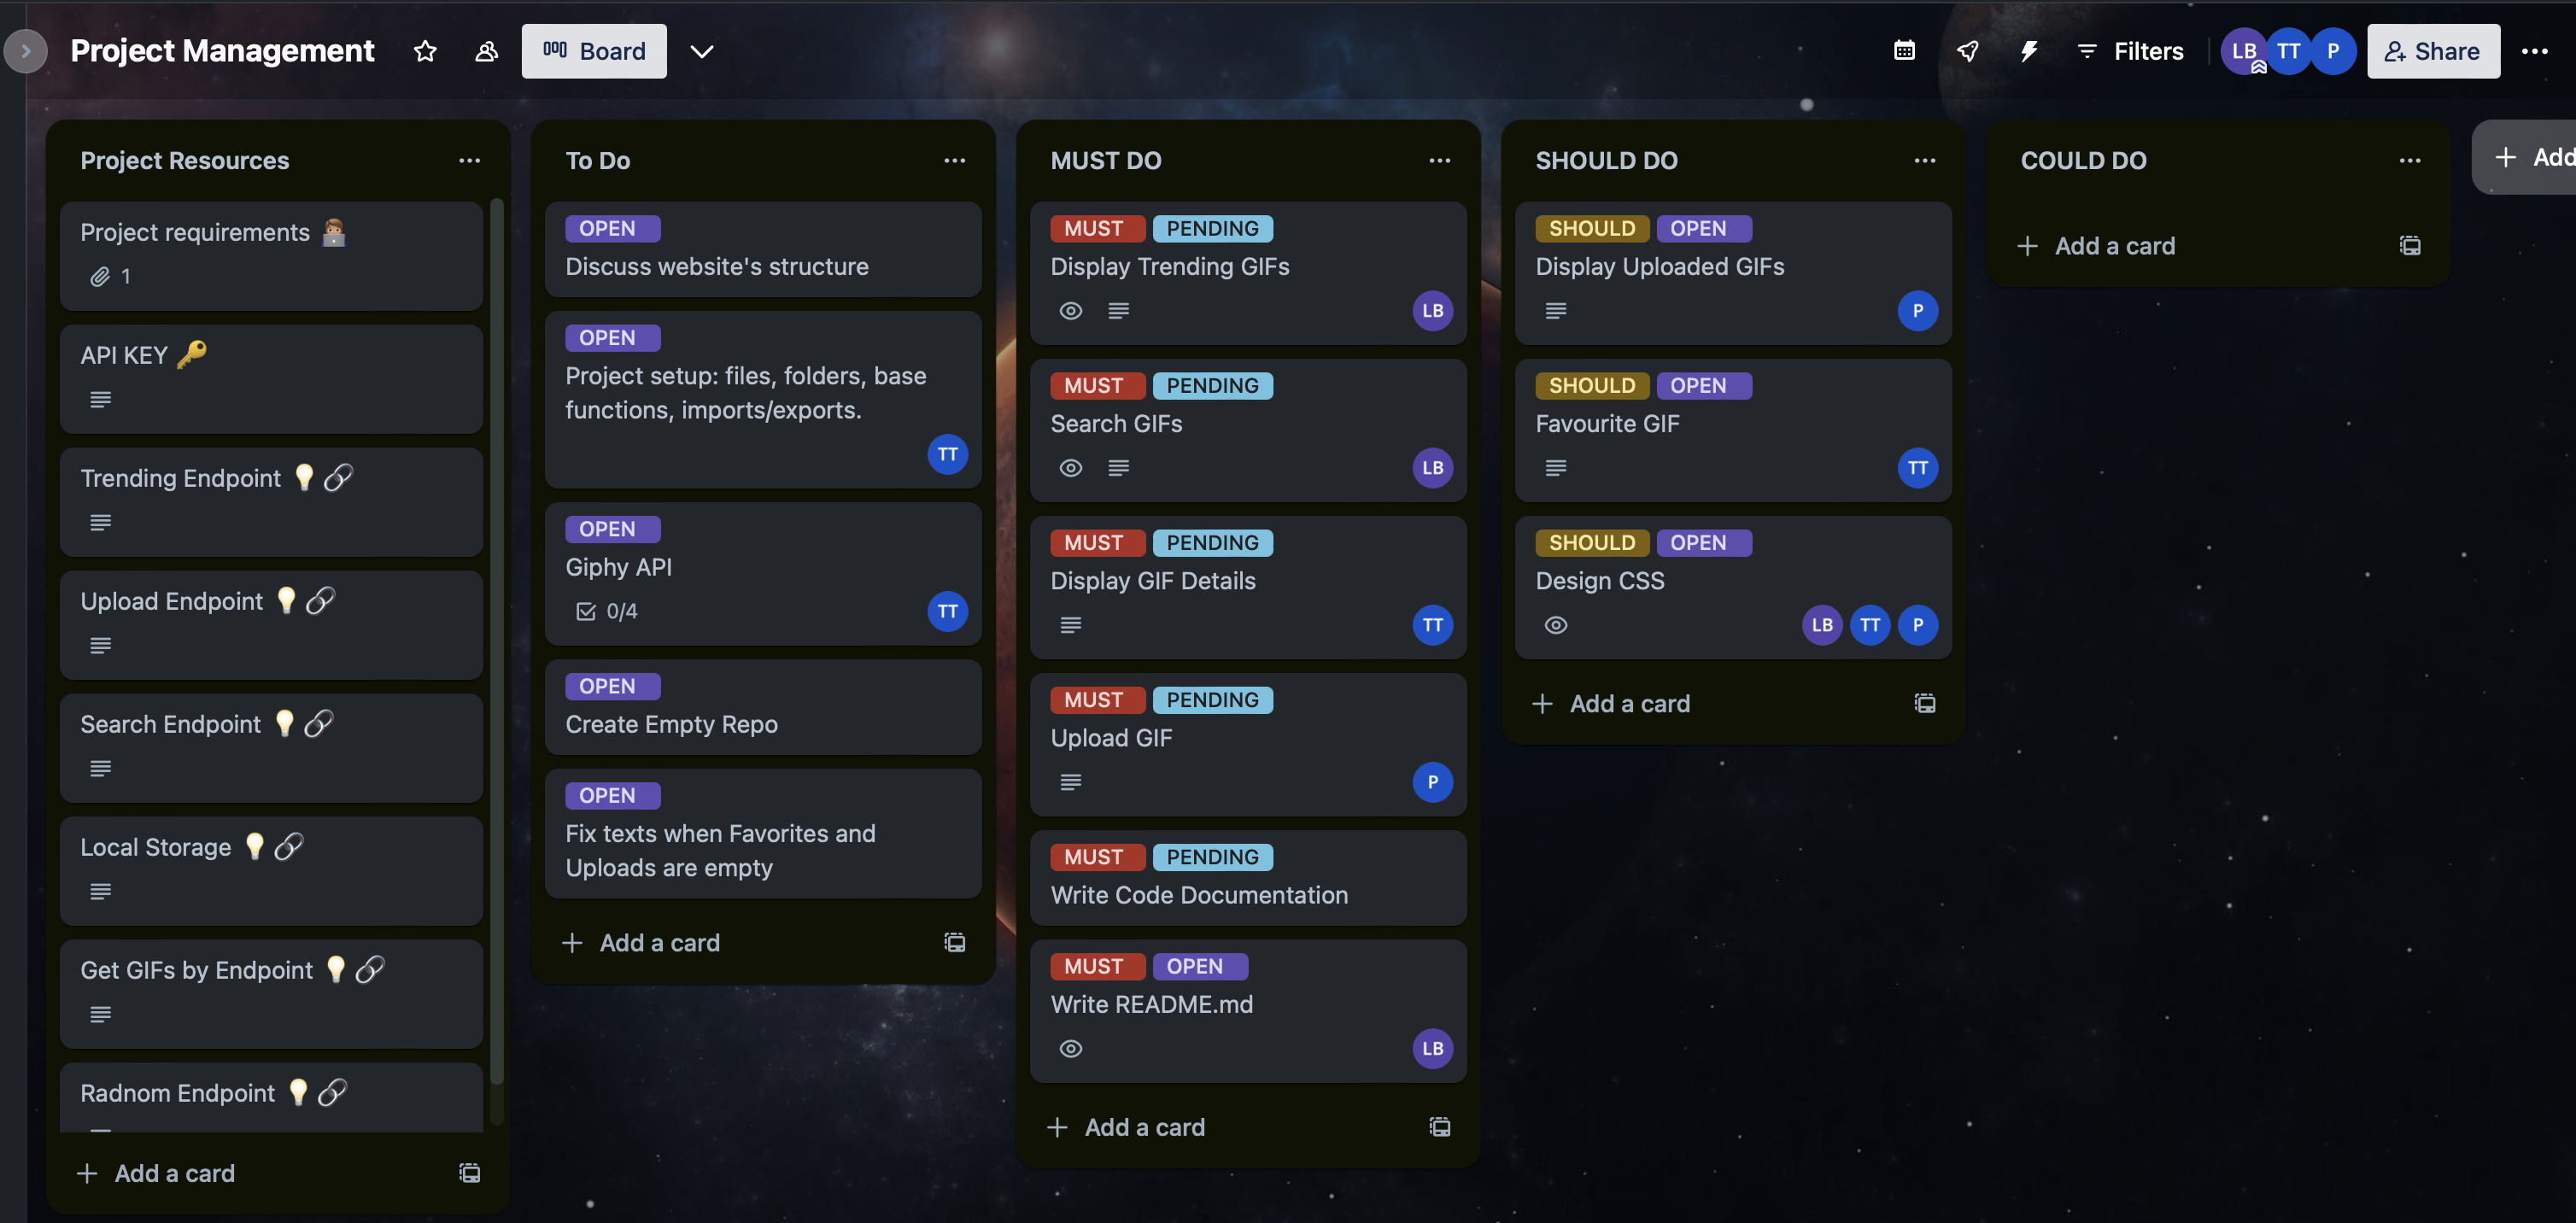 Project Management
Board
Filters
LB
TT
P
Share
Project Resources
Project requirements
1
API KEY
Trending Endpoint
Upload Endpoint
Search Endpoint
Local Storage
Get GIFs by Endpoint
Radnom Endpoint
Add a card
To Do
OPEN
Discuss website's structure
OPEN
Project setup: files, folders, base
functions, imports/exports.
TT
OPEN
Giphy API
0/4
TT
OPEN
Create Empty Repo
OPEN
Fix texts when Favorites and
Uploads are empty
Add a card
MUST DO
MUST PENDING
Display Trending GIFs
LB
MUST PENDING
Search GIFs
LB
MUST PENDING
Display GIF Details
TT
MUST PENDING
Upload GIF
P
MUST PENDING
Write Code Documentation
MUST OPEN
Write README.md
LB
Add a card
SHOULD DO
SHOULD OPEN
Display Uploaded GIFs
P
SHOULD OPEN
Favourite GIF
TT
SHOULD OPEN
Design CSS
LB TT P
Add a card
COULD DO
Add a card
Add